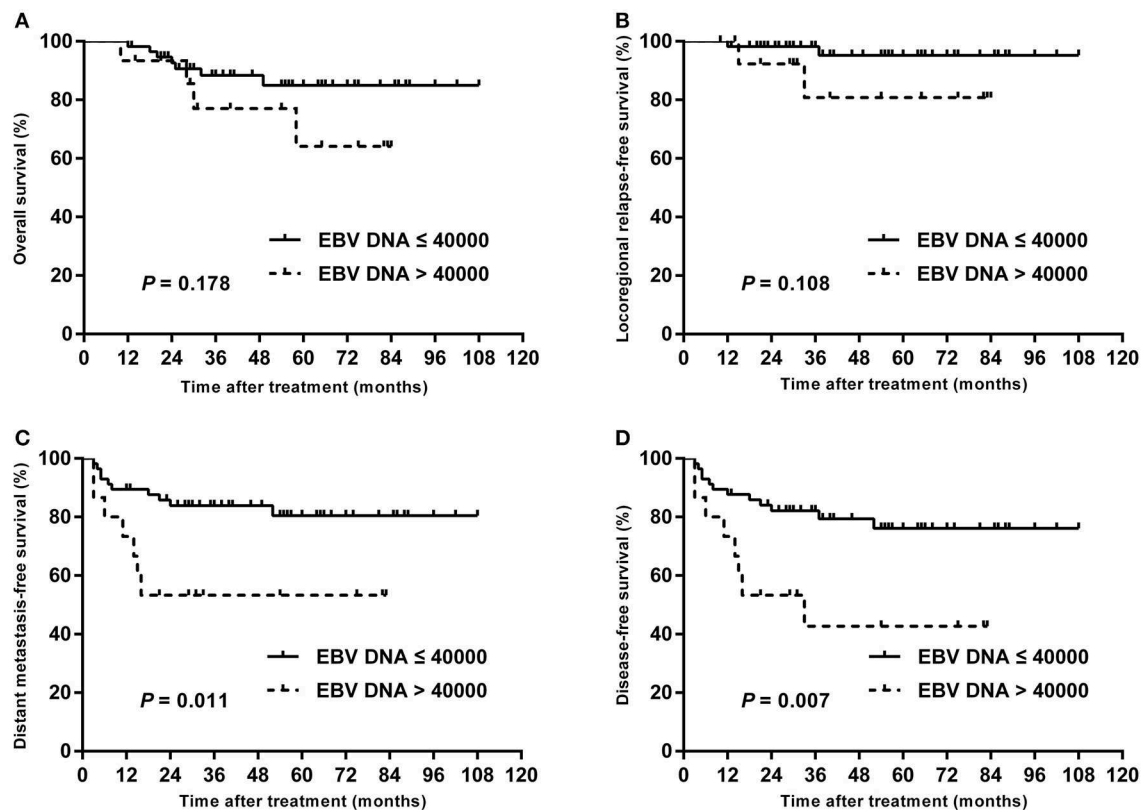 A
Overall survival (%)
100
80
60
40
20
0
EBV DNA ≤ 40000
EBV DNA > 40000
P = 0.178
0 12 24 36 48 60 72 84 96 108 120
Time after treatment (months)
B
Locoregional relapse-free survival (%)
100
80
60
40
20
0
EBV DNA ≤ 40000
EBV DNA > 40000
P = 0.108
0 12 24 36 48 60 72 84 96 108 120
Time after treatment (months)
C
Distant metastasis-free survival (%)
100
80
60
40
20
0
EBV DNA ≤ 40000
EBV DNA > 40000
P = 0.011
0 12 24 36 48 60 72 84 96 108 120
Time after treatment (months)
D
Disease-free survival (%)
100
80
60
40
20
0
EBV DNA ≤ 40000
EBV DNA > 40000
P = 0.007
0 12 24 36 48 60 72 84 96 108 120
Time after treatment (months)